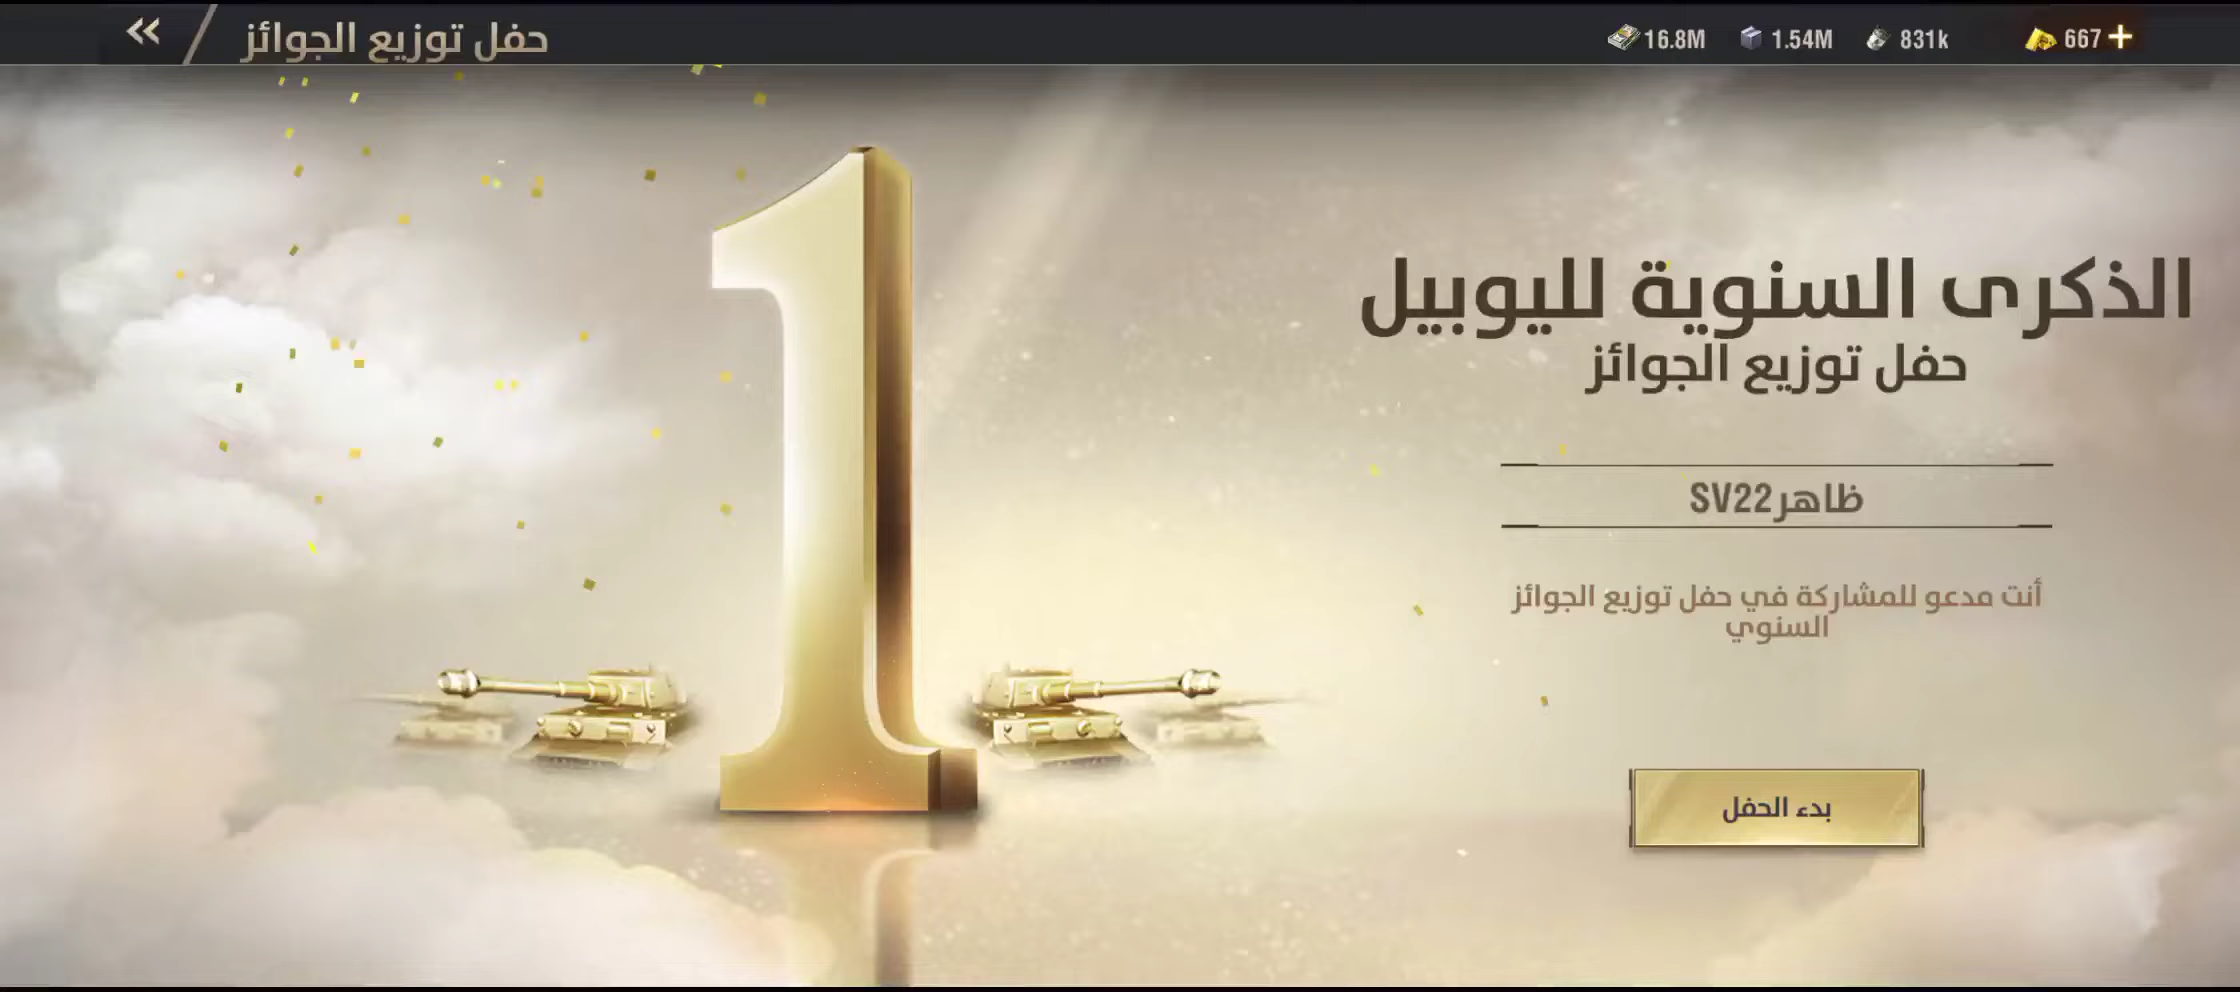 حفل توزيع الجوائز
16.8M
1.54M
831k
667
الذكرى السنوية لليوبيل
حفل توزيع الجوائز
ظاهرSV22
أنت مدعو للمشاركة في حفل توزيع الجوائز
السنوي
بدء الحفل
1